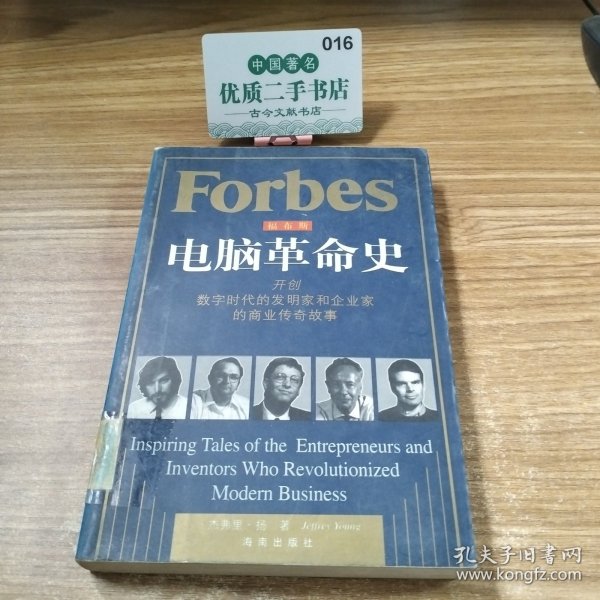 016
中国著名
优质二手书店
古今文献书店
Forbes
福布斯
电脑革命史
开创
数字时代的发明家和企业家
的商业传奇故事
Inspiring Tales of the Entrepreneurs and
Inventors Who Revolutionized
Modern Business
杰弗里·扬 著 Jeffrey Young
海南出版社
孔夫子旧书网
www.kongfz.com